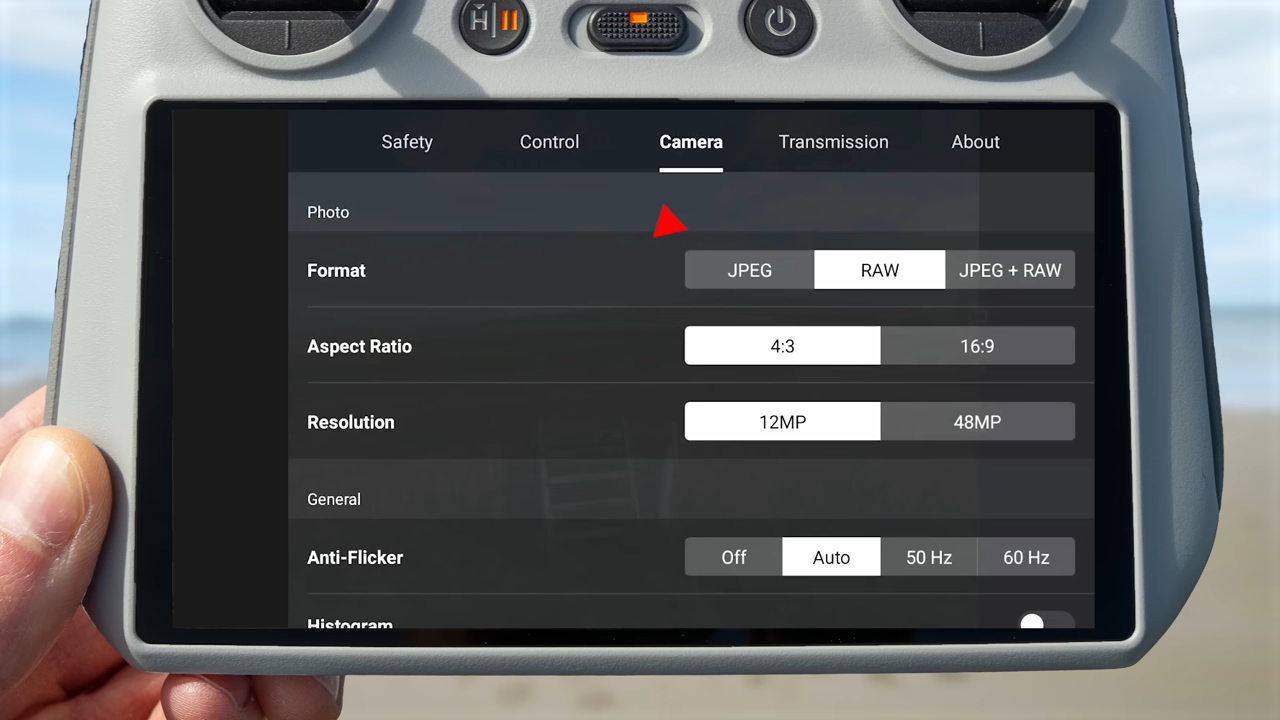 H
Safety Control Camera Transmission About
Photo
Format JPEG RAW JPEG + RAW
Aspect Ratio 4:3 16:9
Resolution 12MP 48MP
General
Anti-Flicker Off Auto 50 Hz 60 Hz
Histogram